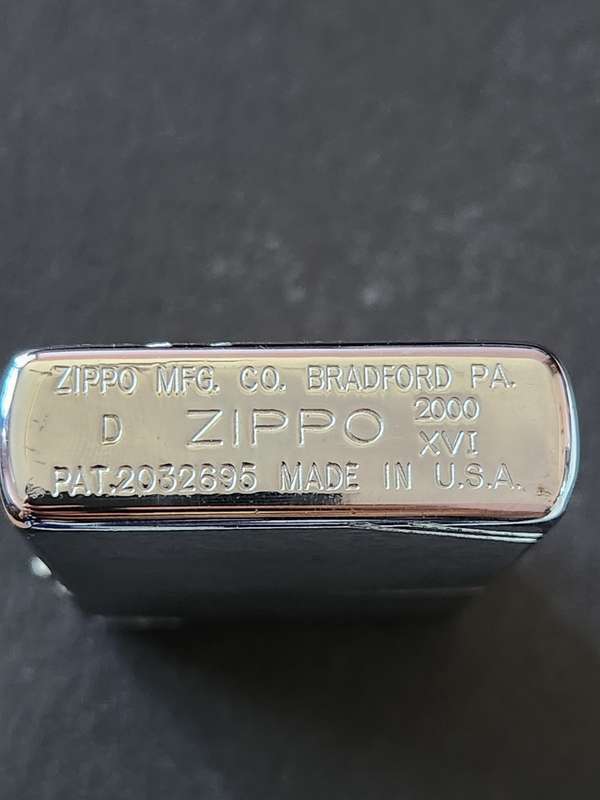 ZIPPO MFG. CO. BRADFORD PA.
D ZIPPO 2000
XVI
PAT.2032695 MADE IN U.S.A.